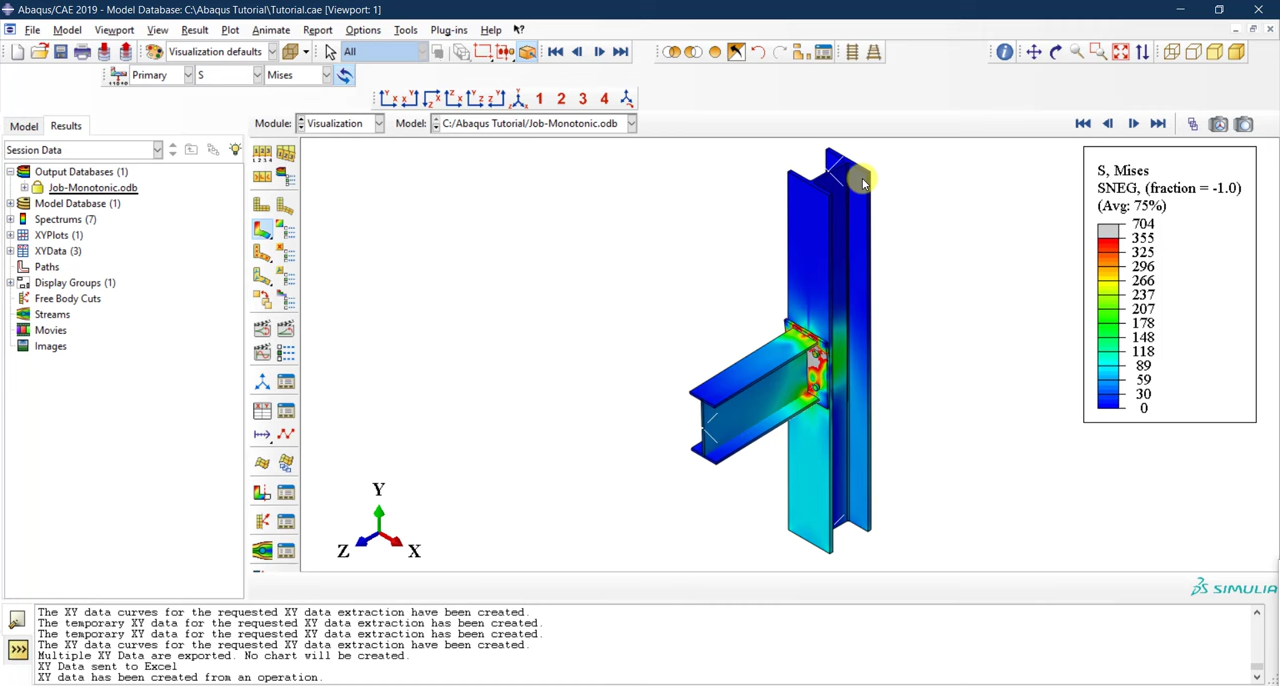 Abaqus/CAE 2019 - Model Database: C:\Abaqus Tutorial\Tutorial.cae [Viewport: 1]
File Model Viewport View Result Plot Animate Report Options Tools Plug-ins Help
Visualization defaults All
Primary S Mises
1 2 3 4
Model Results Module: Visualization Model: C:/Abaqus Tutorial/Job-Monotonic.odb
Session Data
Output Databases (1)
Job-Monotonic.odb
Model Database (1)
Spectrums (7)
XYPlots (1)
XYData (3)
Paths
Display Groups (1)
Free Body Cuts
Streams
Movies
Images
S, Mises
SNEG, (fraction = -1.0)
(Avg: 75%)
704
355
325
296
266
237
207
178
148
118
89
59
30
0
Y
Z X
SIMULIA
The XY data curves for the requested XY data extraction have been created.
The temporary XY data for the requested XY data extraction has been created.
The temporary XY data for the requested XY data extraction has been created.
The XY data curves for the requested XY data extraction have been created.
Multiple XY Data are exported. No chart will be created.
XY Data sent to Excel
XY data has been created from an operation.